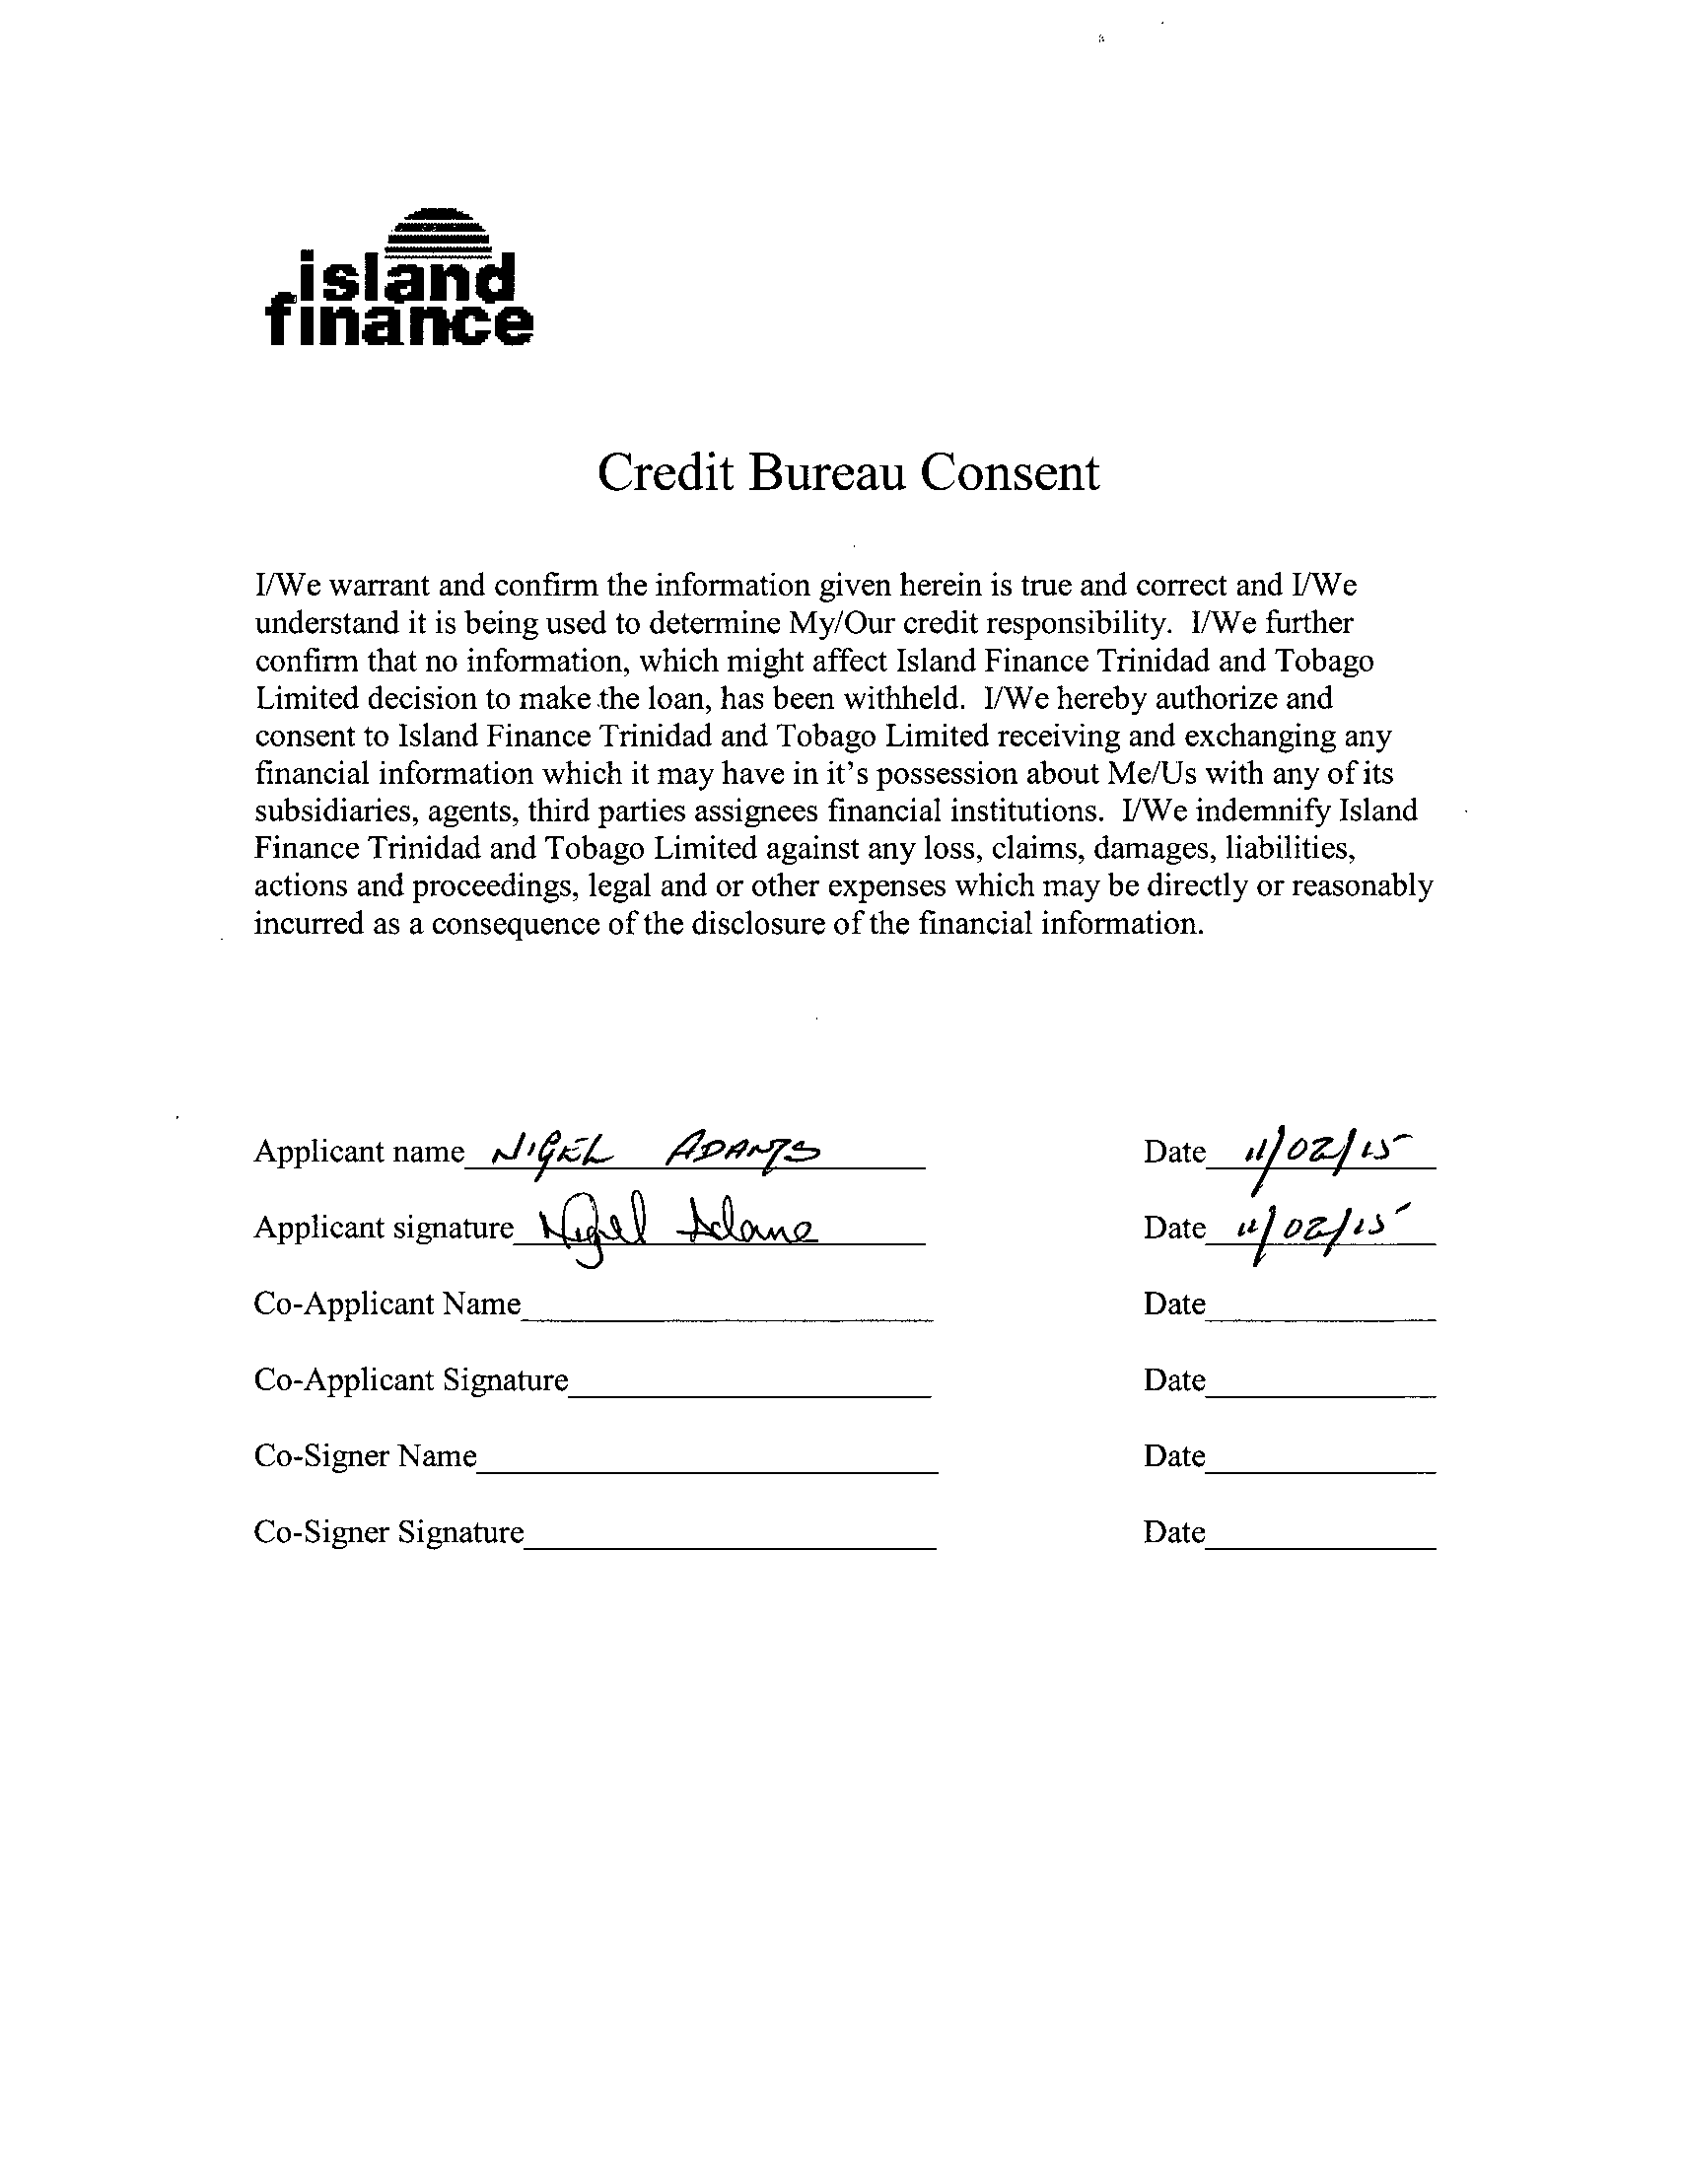 island
finance
Credit Bureau Consent
I/We warrant and confirm the information given herein is true and correct and I/We
understand it is being used to determine My/Our credit responsibility. I/We further
confirm that no information, which might affect Island Finance Trinidad and Tobago
Limited decision to make the loan, has been withheld. I/We hereby authorize and
consent to Island Finance Trinidad and Tobago Limited receiving and exchanging any
financial information which it may have in it's possession about Me/Us with any of its
subsidiaries, agents, third parties assignees financial institutions. I/We indemnify Island
Finance Trinidad and Tobago Limited against any loss, claims, damages, liabilities,
actions and proceedings, legal and or other expenses which may be directly or reasonably
incurred as a consequence of the disclosure of the financial information.
Applicant name NIGEL ADAMS Date 11/02/15
Applicant signature Nigel Adams Date 11/02/15
Co-Applicant Name Date
Co-Applicant Signature Date
Co-Signer Name Date
Co-Signer Signature Date